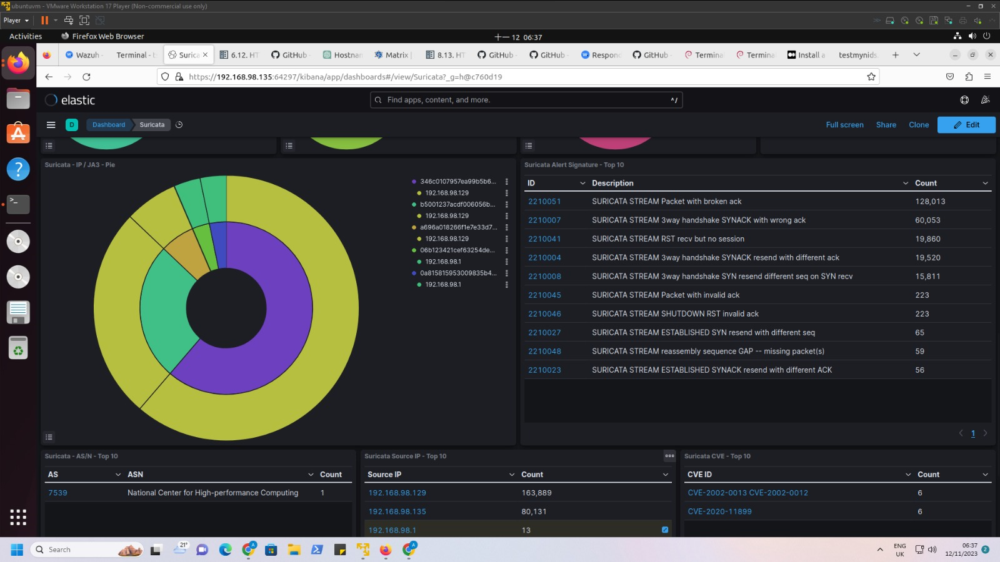 ubuntuvm - VMware Workstation 17 Player (Non-commercial use only)
Player
Activities
Firefox Web Browser
十一 12 06:37
Wazuh
Terminal - t
Surica
6.12. HT
GitHub
Hostnam
Matrix
8.13. HT
GitHub
GitHub
Respon
GitHub
Termina
Termina
Install a
testmynids.
https://192.168.98.135:64297/kibana/app/dashboards#/view/Suricata?_g=h@c760d19
elastic
Find apps, content, and more.
^/
D
Dashboard
Suricata
Full screen
Share
Clone
Edit
Suricata - IP / JA3 - Pie
346c0107957ea99b5b6...
192.168.98.129
b5001237acdf006056b...
192.168.98.129
a696a018266f1e7e33d7...
192.168.98.129
06b123421cef63254de...
192.168.98.1
0a815815953009835b4...
192.168.98.1
Suricata Alert Signature - Top 10
ID Description Count
2210051 SURICATA STREAM Packet with broken ack 128,013
2210007 SURICATA STREAM 3way handshake SYNACK with wrong ack 60,053
2210041 SURICATA STREAM RST recv but no session 19,860
2210004 SURICATA STREAM 3way handshake SYNACK resend with different ack 19,520
2210008 SURICATA STREAM 3way handshake SYN resend different seq on SYN recv 15,811
2210045 SURICATA STREAM Packet with invalid ack 223
2210046 SURICATA STREAM SHUTDOWN RST invalid ack 223
2210027 SURICATA STREAM ESTABLISHED SYN resend with different seq 65
2210048 SURICATA STREAM reassembly sequence GAP -- missing packet(s) 59
2210023 SURICATA STREAM ESTABLISHED SYNACK resend with different ACK 56
1
Suricata - AS/N - Top 10
AS ASN Count
7539 National Center for High-performance Computing 1
Suricata Source IP - Top 10
Source IP Count
192.168.98.129 163,889
192.168.98.135 80,131
192.168.98.1 13
Suricata CVE - Top 10
CVE ID Count
CVE-2002-0013 CVE-2002-0012 6
CVE-2020-11899 6
Search
21°
ENG
UK
06:37
12/11/2023
2